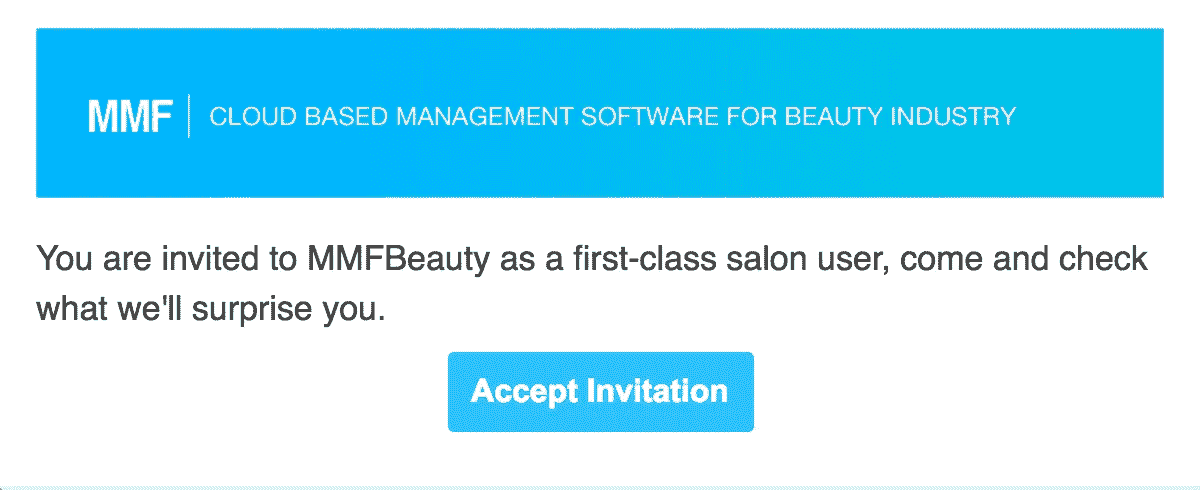 MMF | CLOUD BASED MANAGEMENT SOFTWARE FOR BEAUTY INDUSTRY
You are invited to MMFBeauty as a first-class salon user, come and check
what we'll surprise you.
Accept Invitation